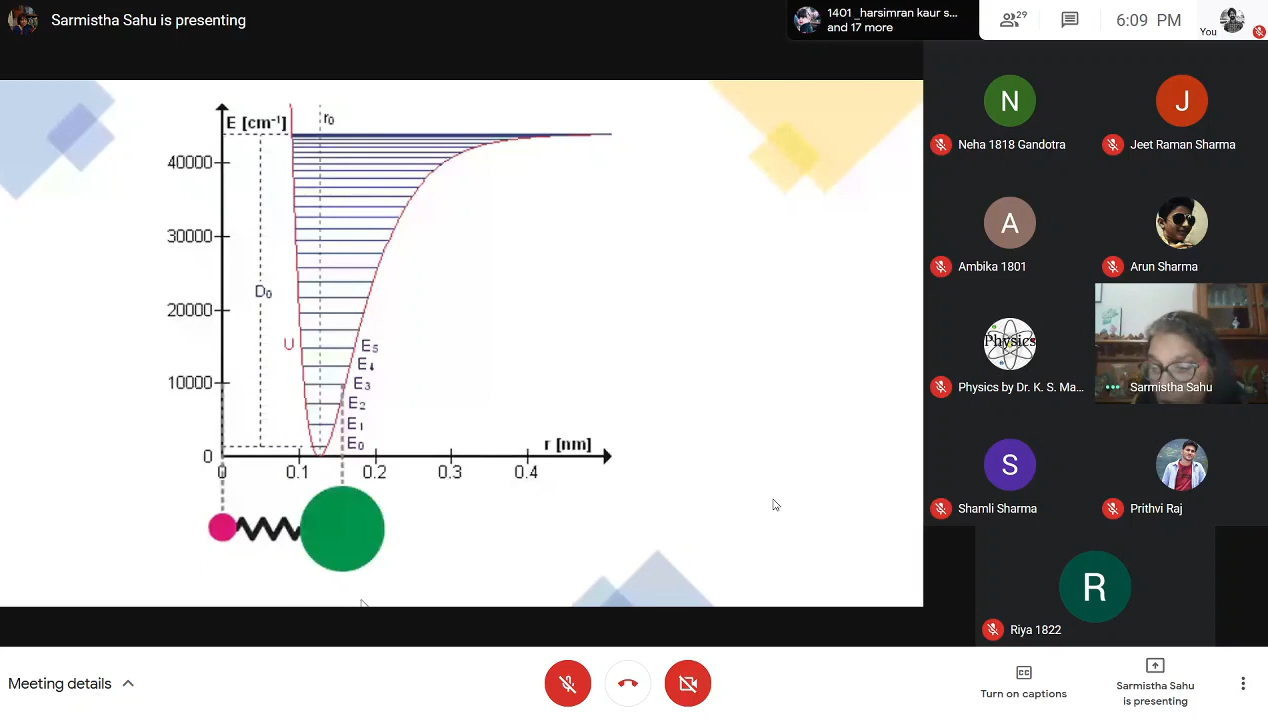 Sarmistha Sahu is presenting
1401 _harsimran kaur s...
and 17 more
29
6:09 PM
You
E [cm⁻¹]
r₀
40000
30000
D₀
20000
U
E₅
E₄
10000
E₃
E₂
E₁
E₀
r [nm]
0
0
0.1
0.2
0.3
0.4
N
Neha 1818 Gandotra
J
Jeet Raman Sharma
A
Ambika 1801
Arun Sharma
Physics
Physics by Dr. K. S. Ma...
Sarmistha Sahu
S
Shamli Sharma
Prithvi Raj
R
Riya 1822
Meeting details
CC
Turn on captions
Sarmistha Sahu
is presenting